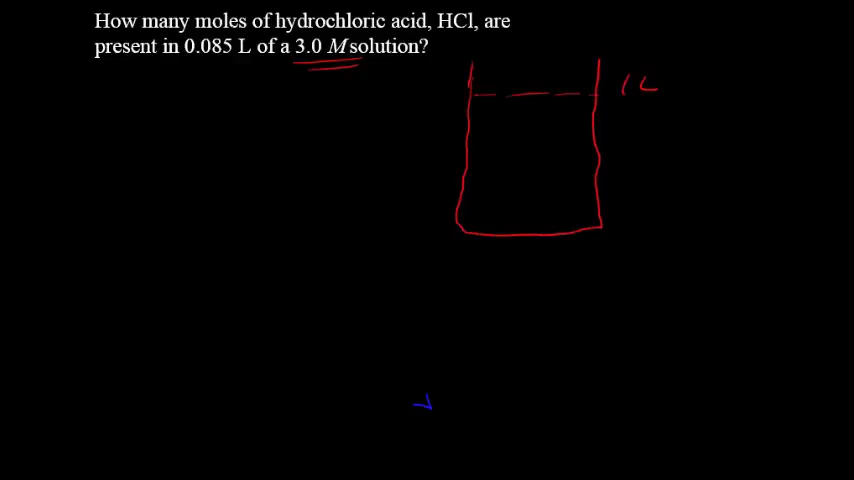 How many moles of hydrochloric acid, HCl, are
present in 0.085 L of a 3.0 M solution?
1L